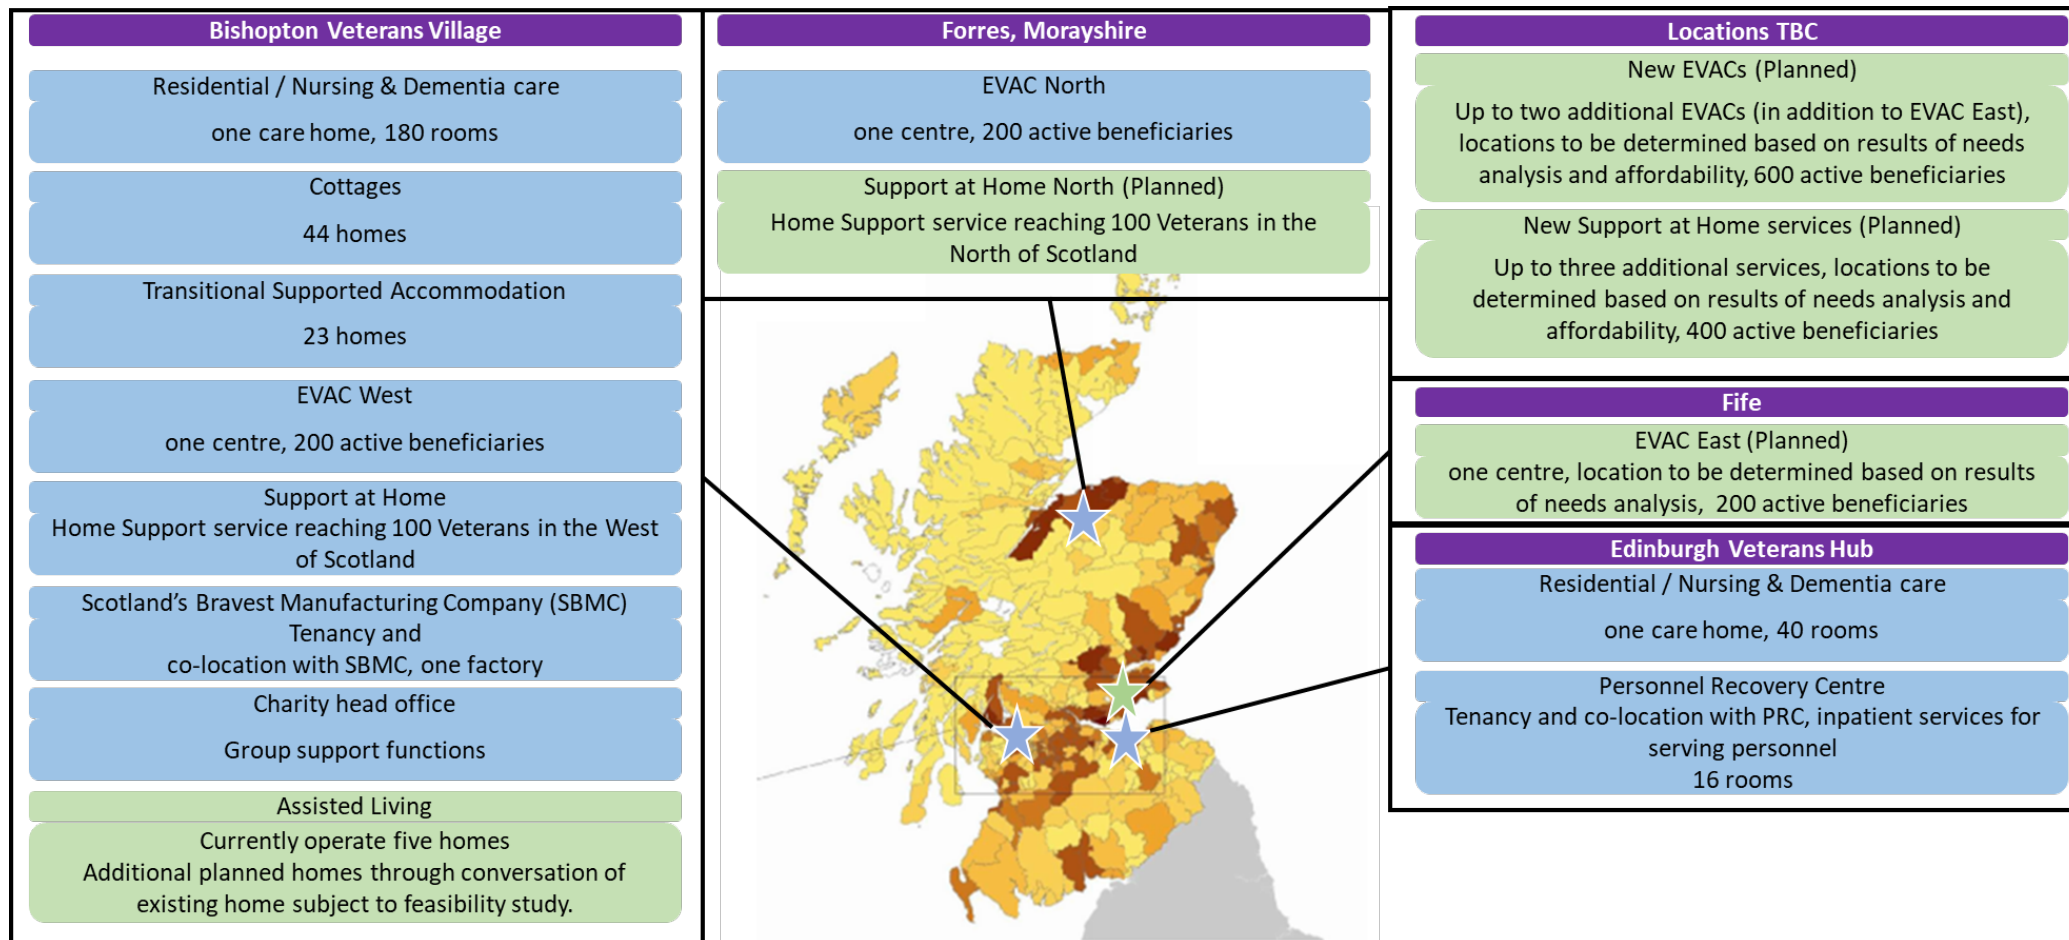 Bishopton Veterans Village
Residential / Nursing & Dementia care
one care home, 180 rooms
Cottages
44 homes
Transitional Supported Accommodation
23 homes
EVAC West
one centre, 200 active beneficiaries
Support at Home
Home Support service reaching 100 Veterans in the West
of Scotland
Scotland's Bravest Manufacturing Company (SBMC)
Tenancy and
co-location with SBMC, one factory
Charity head office
Group support functions
Assisted Living
Currently operate five homes
Additional planned homes through conversation of
existing home subject to feasibility study.
Forres, Morayshire
EVAC North
one centre, 200 active beneficiaries
Support at Home North (Planned)
Home Support service reaching 100 Veterans in the
North of Scotland
Locations TBC
New EVACs (Planned)
Up to two additional EVACs (in addition to EVAC East),
locations to be determined based on results of needs
analysis and affordability, 600 active beneficiaries
New Support at Home services (Planned)
Up to three additional services, locations to be
determined based on results of needs analysis and
affordability, 400 active beneficiaries
Fife
EVAC East (Planned)
one centre, location to be determined based on results
of needs analysis, 200 active beneficiaries
Edinburgh Veterans Hub
Residential / Nursing & Dementia care
one care home, 40 rooms
Personnel Recovery Centre
Tenancy and co-location with PRC, inpatient services for
serving personnel
16 rooms